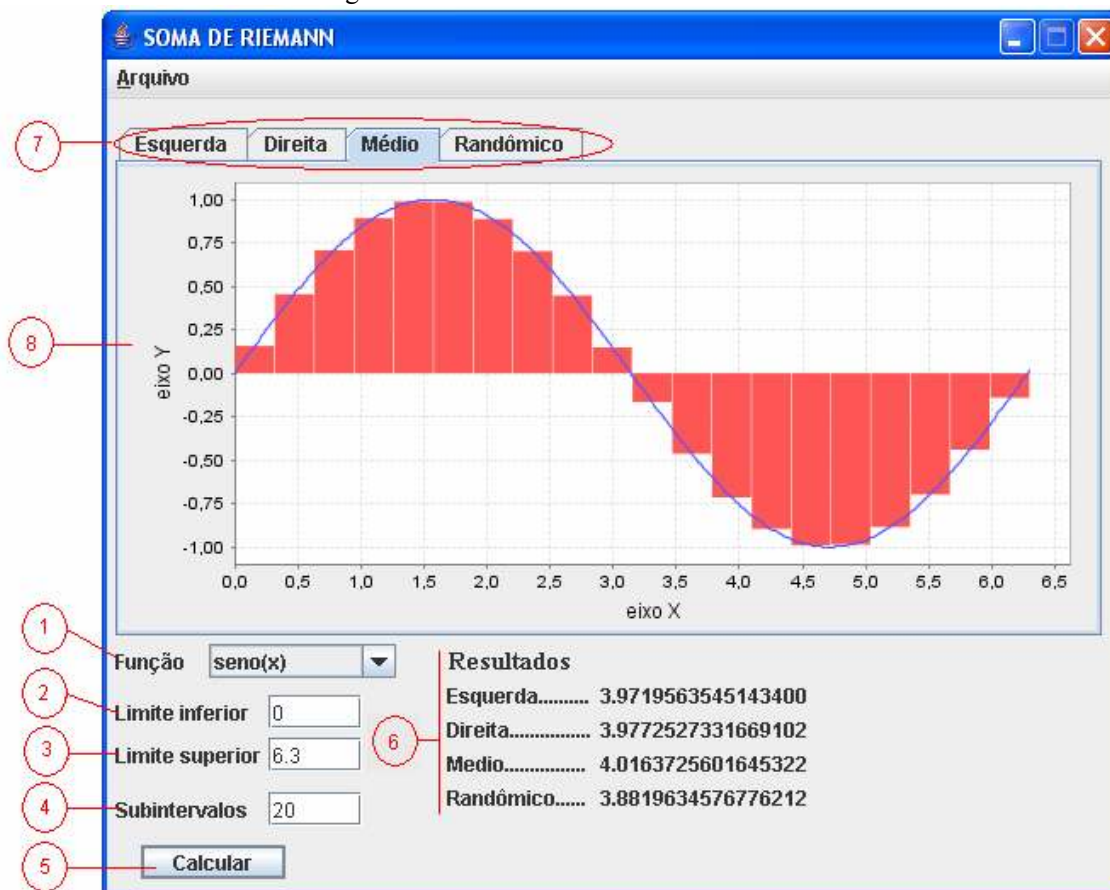 SOMA DE RIEMANN
Arquivo
7
Esquerda Direita Médio Randômico
1,00
0,75
0,50
0,25
0,00
-0,25
-0,50
-0,75
-1,00
eixo Y
8
0,0 0,5 1,0 1,5 2,0 2,5 3,0 3,5 4,0 4,5 5,0 5,5 6,0 6,5
eixo X
1
Função seno(x)
2
Limite inferior 0
3
Limite superior 6.3
4
Subintervalos 20
5
Calcular
6
Resultados
Esquerda.......... 3.9719563545143400
Direita................ 3.9772527331669102
Medio................ 4.0163725601645322
Randômico...... 3.8819634576776212